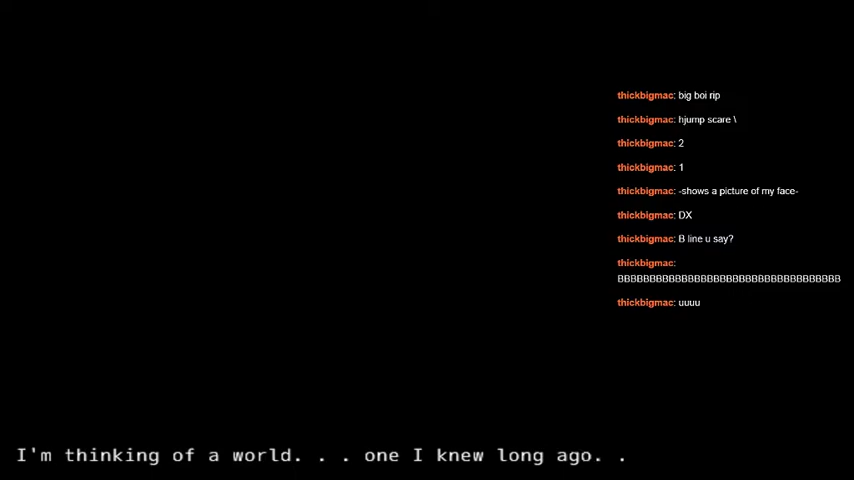 thickbigmac: big boi rip
thickbigmac: hjump scare \
thickbigmac: 2
thickbigmac: 1
thickbigmac: -shows a picture of my face-
thickbigmac: DX
thickbigmac: B line u say?
thickbigmac:
BBBBBBBBBBBBBBBBBBBBBBBBBBBBBBBBBBB
thickbigmac: uuuu
I'm thinking of a world. . . one I knew long ago. .